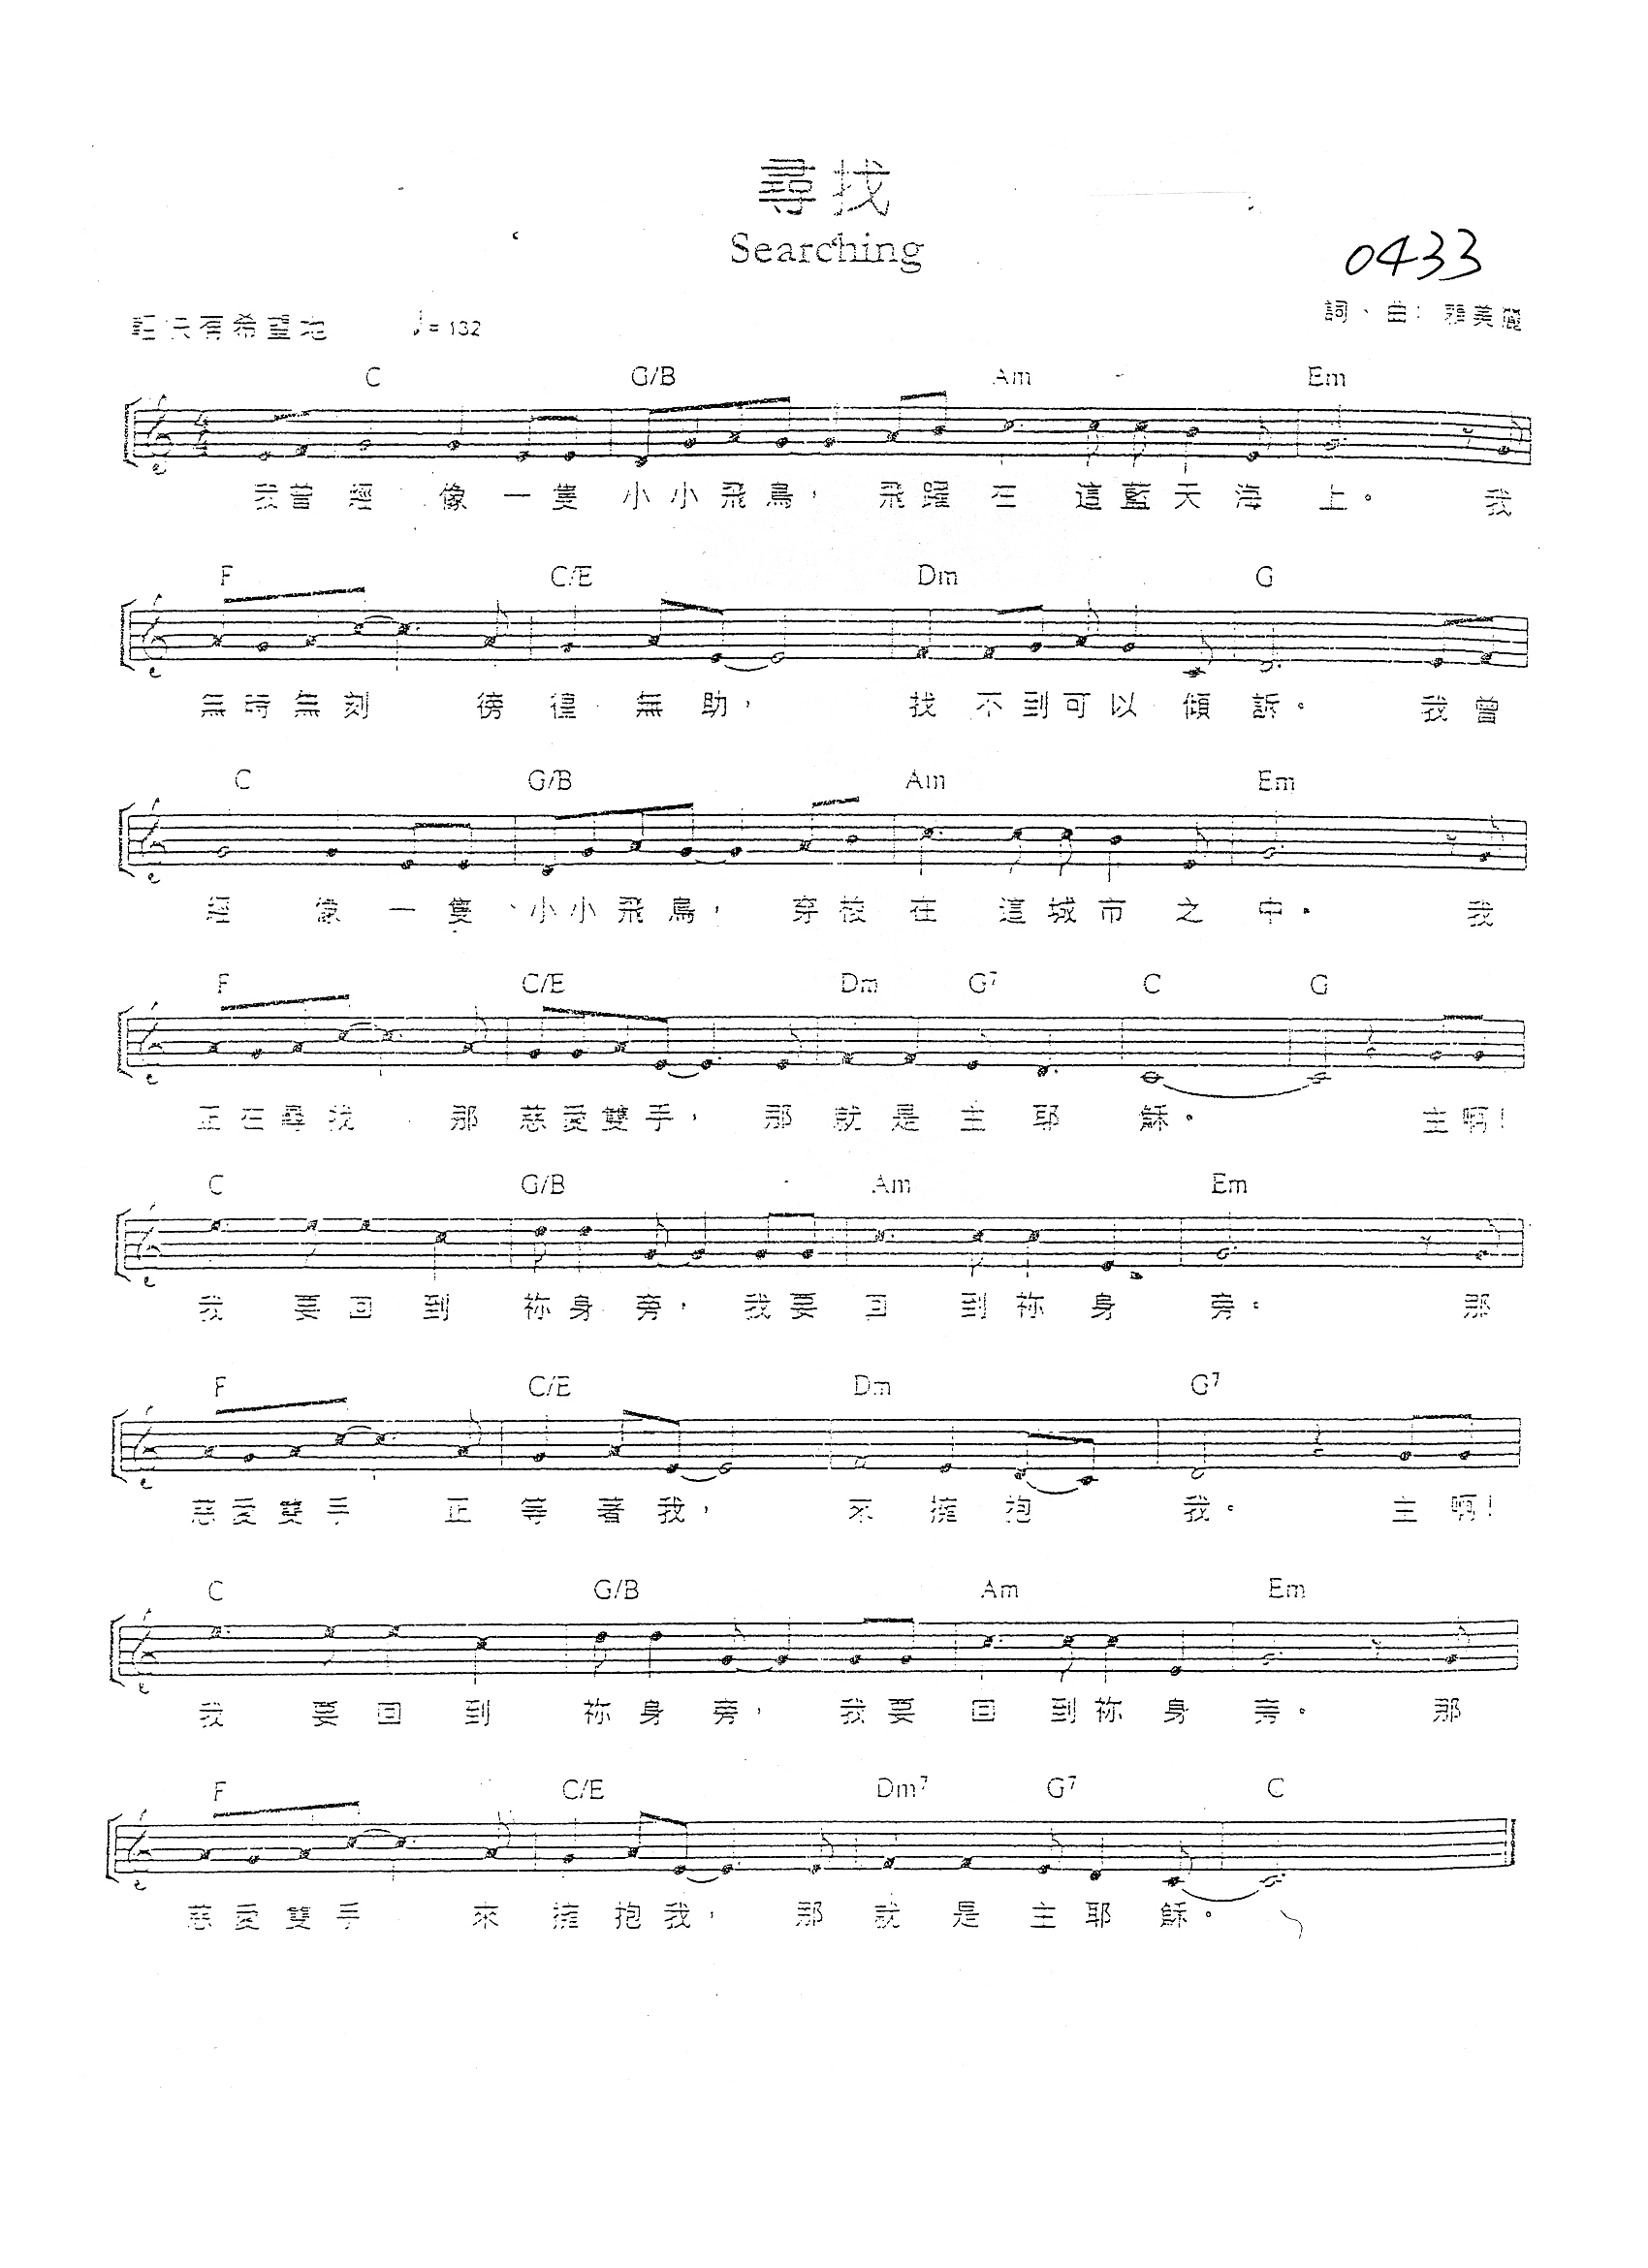 尋找
Searching
0433
有希望地 ♩= 132
詞、曲：雅美麗
C G/B Am Em
我曾經 像一隻小小飛鳥，飛躍在這藍天海上。 我
F C/E Dm G
無時無刻 徬徨無助， 找不到可以傾訴。 我曾
C G/B Am Em
經 像一隻小小飛鳥，穿梭在這城市之中。 我
F C/E Dm G7 C G
正在尋找 那慈愛雙手，那就是主耶穌。 主啊！
C G/B Am Em
我 要回到祢身旁，我要回到祢身旁。 那
F C/E Dm G7
慈愛雙手 正等著我， 來擁抱我。 主啊！
C G/B Am Em
我 要回到 祢身旁，我要回到祢身旁。 那
F C/E Dm7 G7 C
慈愛雙手 來擁抱我，那就是主耶穌。